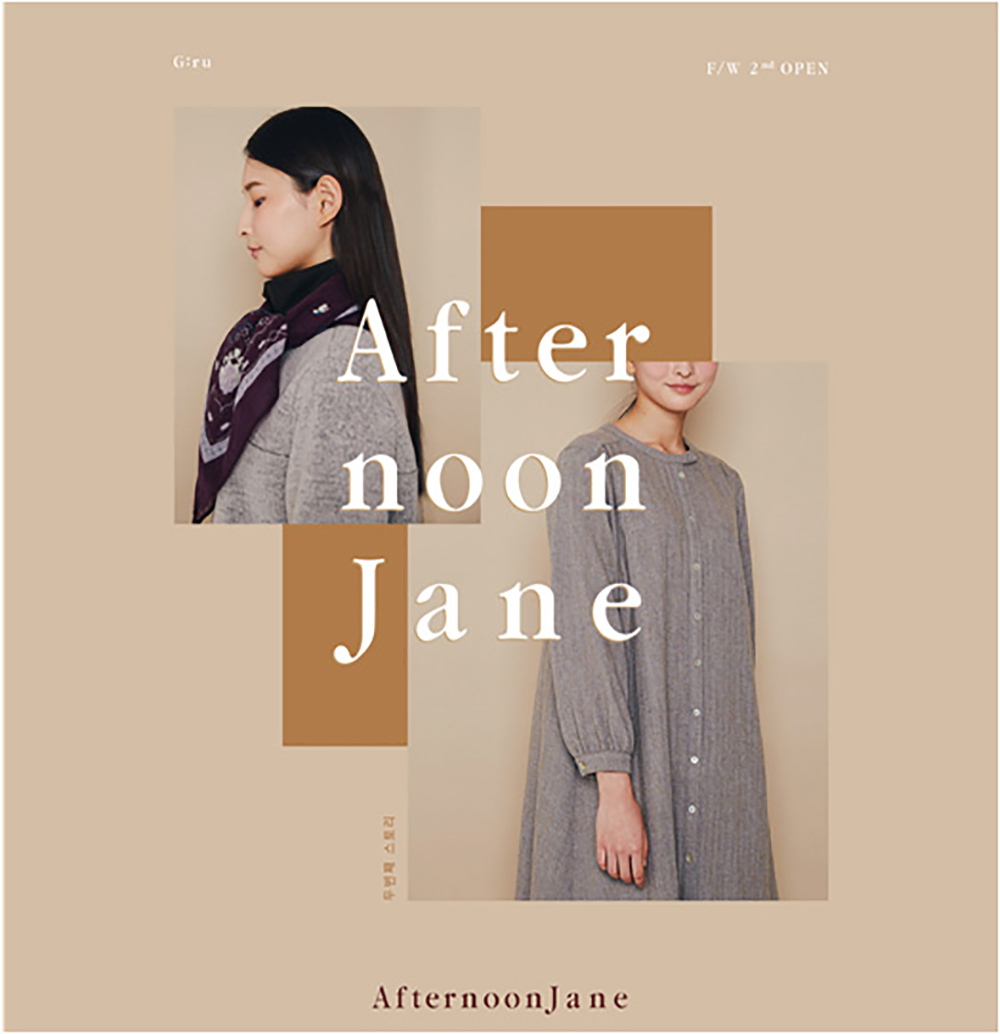 G:ru
F/W 2nd OPEN
After
noon
Jane
두번째 스토리
AfternoonJane